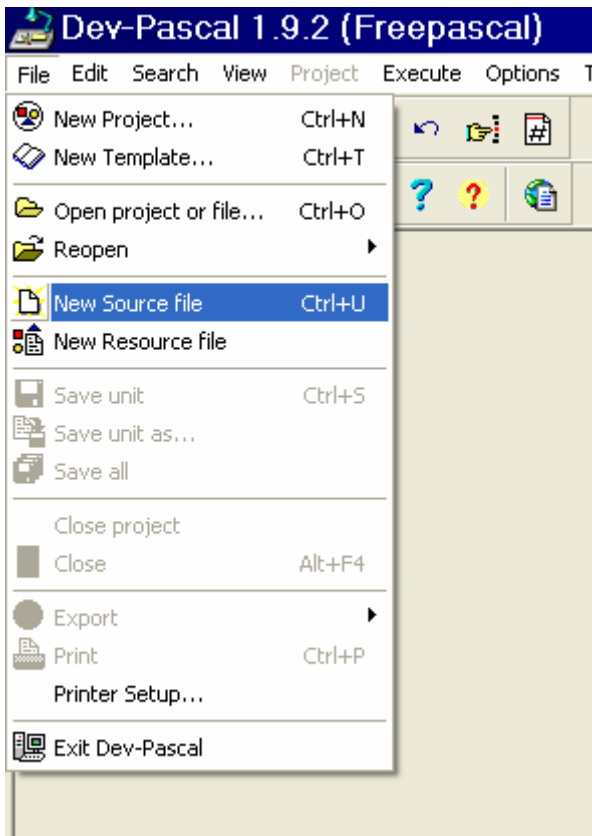 Dev-Pascal 1.9.2 (Freepascal)
File Edit Search View Project Execute Options T
New Project... Ctrl+N
New Template... Ctrl+T
Open project or file... Ctrl+O
Reopen
New Source file Ctrl+U
New Resource file
Save unit Ctrl+S
Save unit as...
Save all
Close project
Close Alt+F4
Export
Print Ctrl+P
Printer Setup...
Exit Dev-Pascal